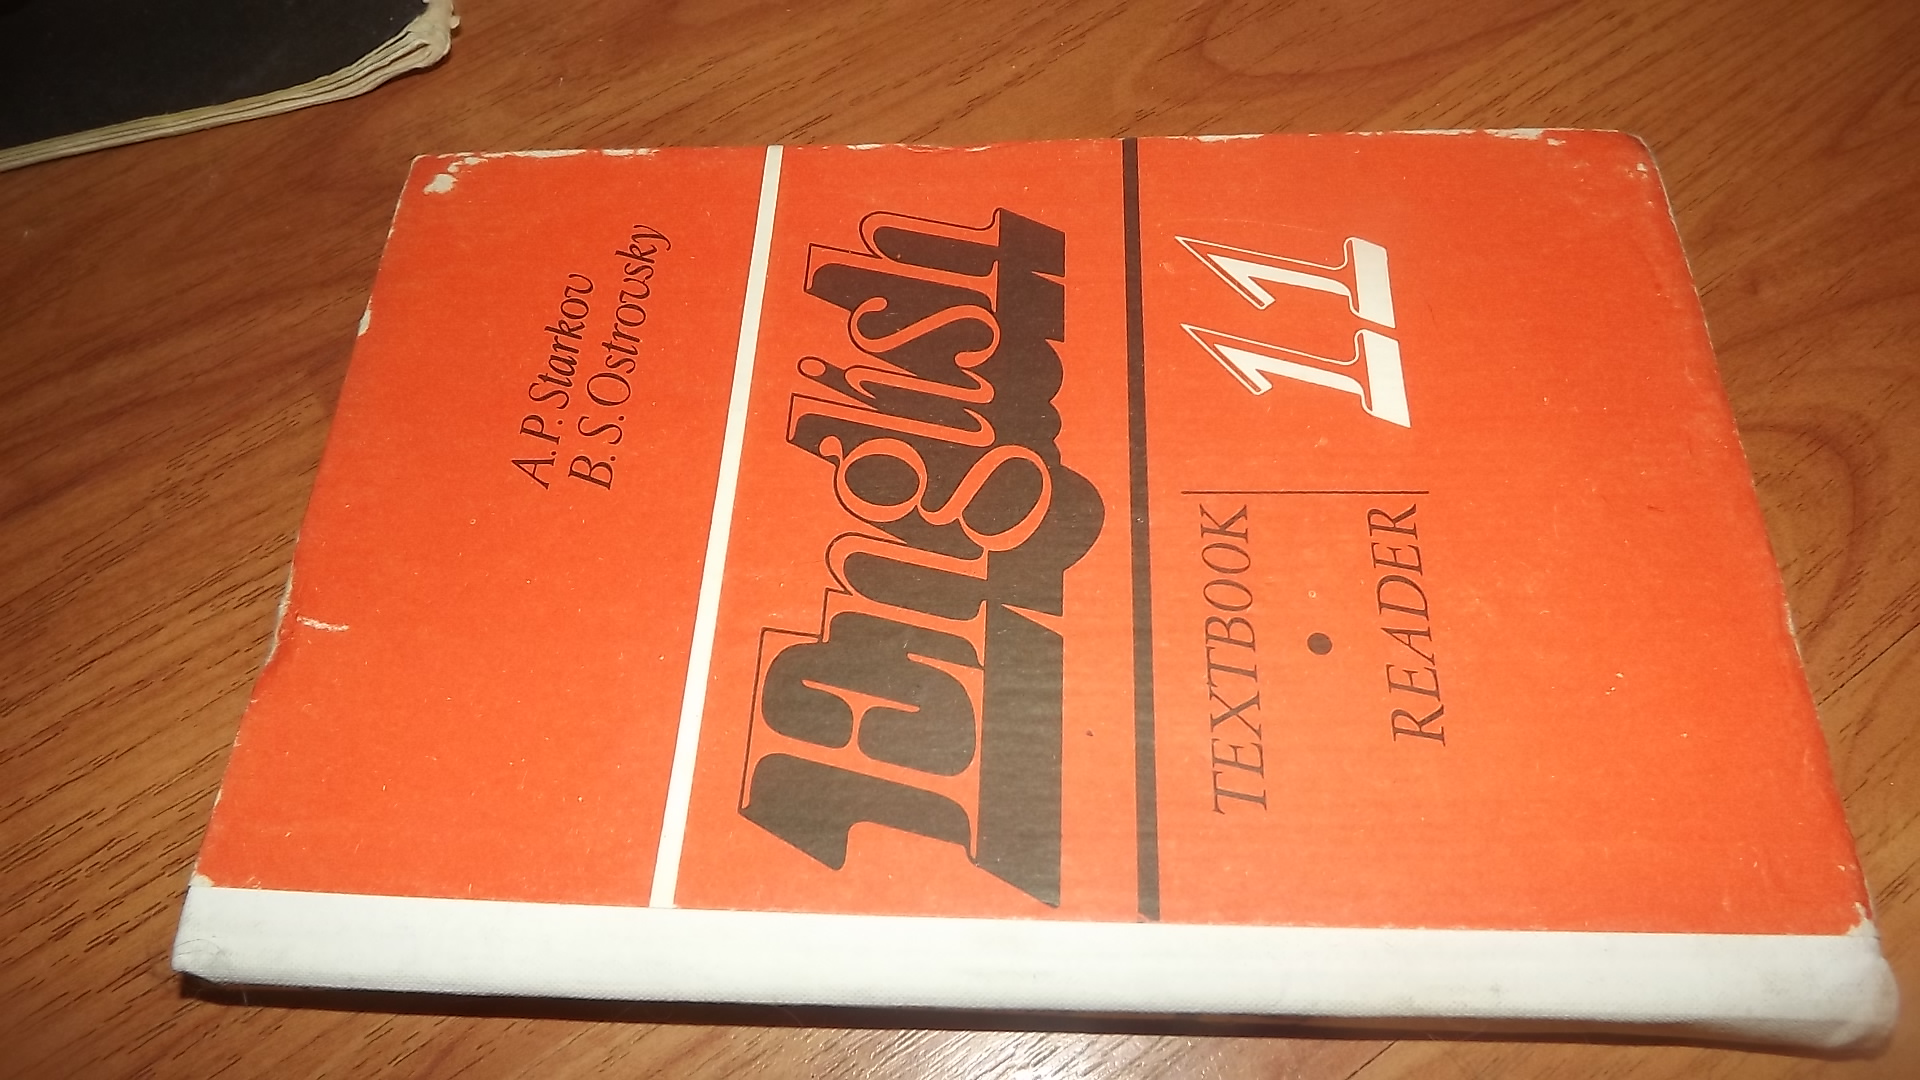 A.P. Starkov
B.S. Ostrovsky
English
TEXTBOOK
•
READER
11